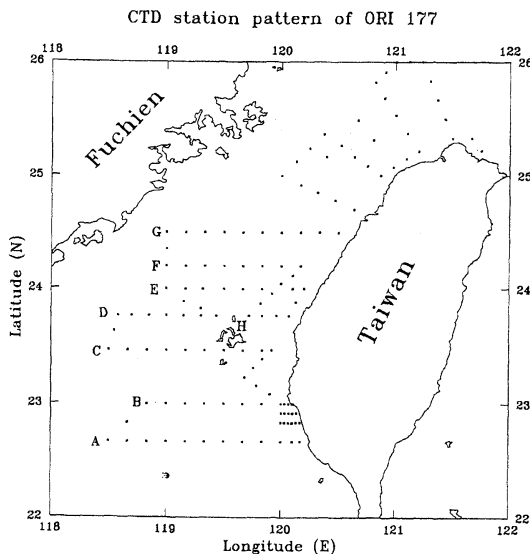 CTD station pattern of ORI 177
118 119 120 121 122
26 26
Fuchien
25 25
G
F
24 E 24
D
H
C
Taiwan
23 B 23
A
22 22
118 119 120 121 122
Latitude (N)
Longitude (E)